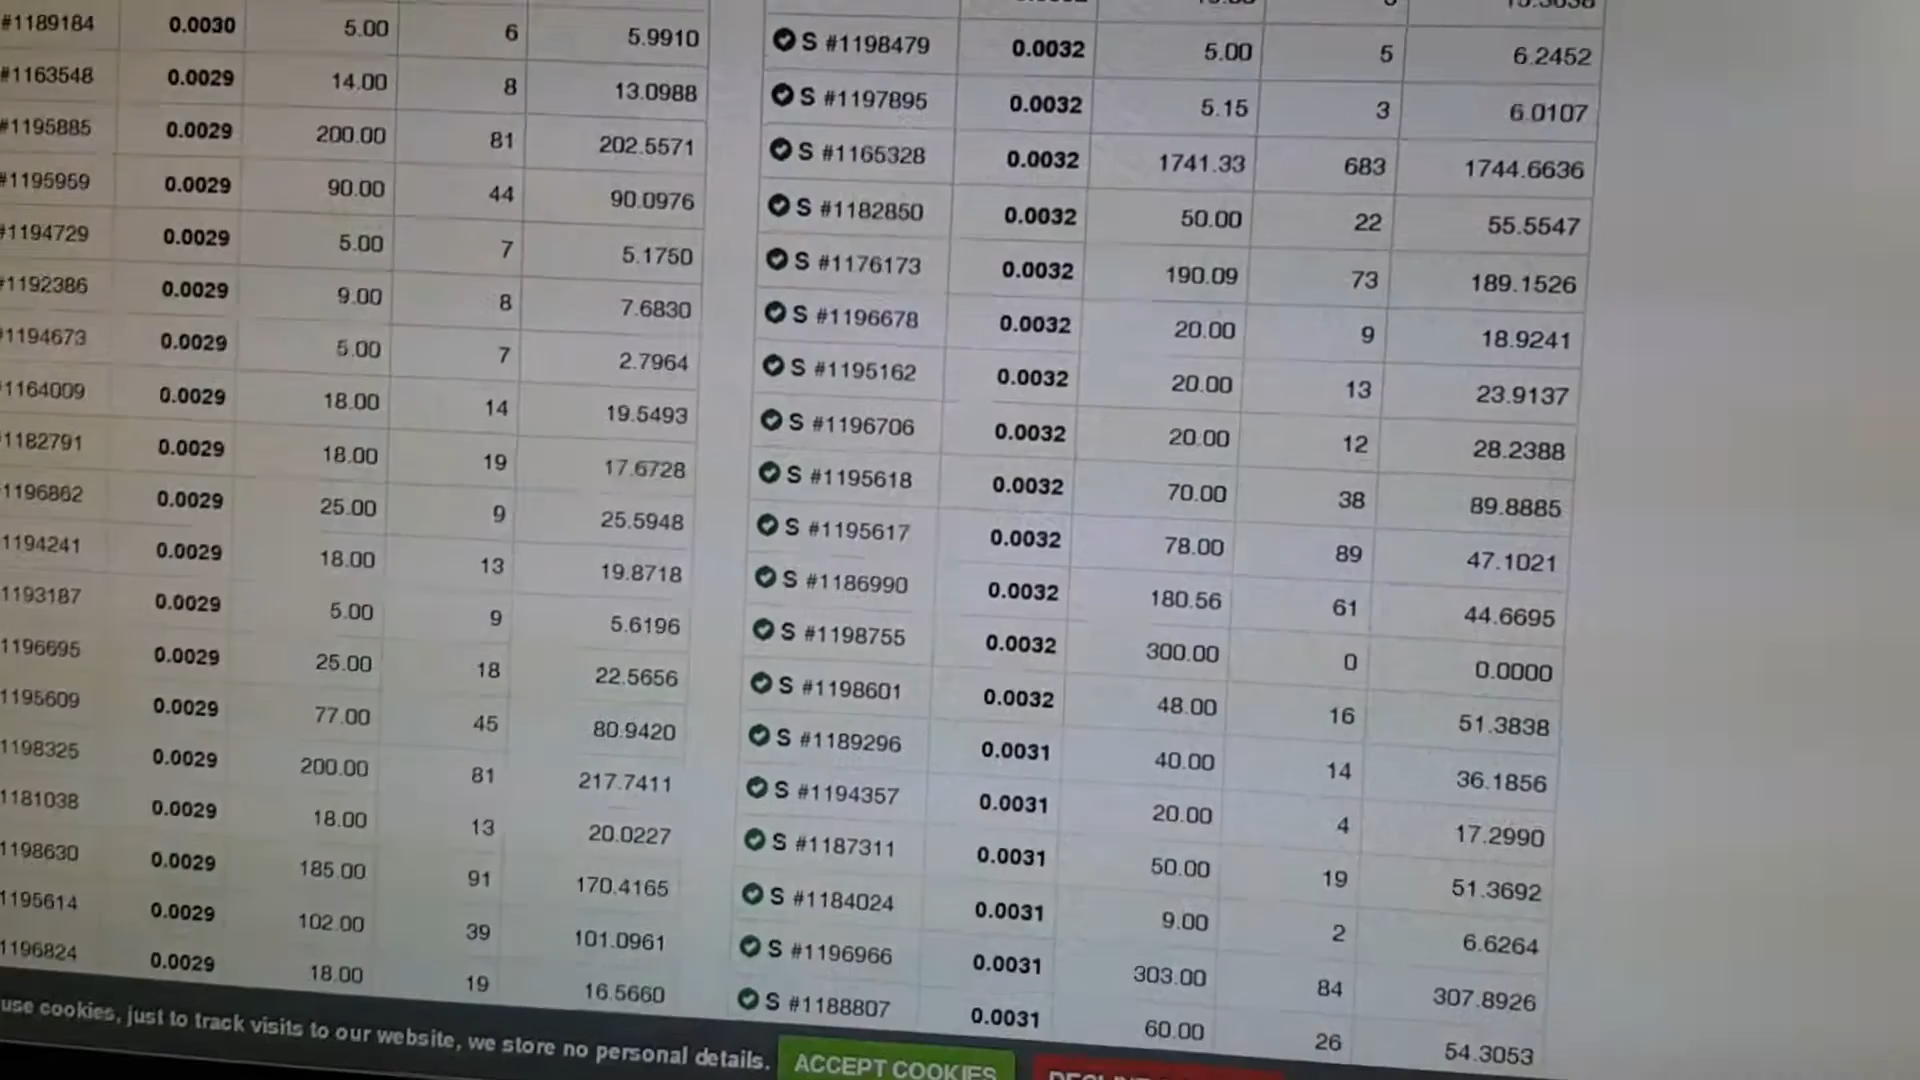 #1189184 0.0030 5.00 6 5.9910
#1163548 0.0029 14.00 8 13.0988
#1195885 0.0029 200.00 81 202.5571
#1195959 0.0029 90.00 44 90.0976
#1194729 0.0029 5.00 7 5.1750
#1192386 0.0029 9.00 8 7.6830
#1194673 0.0029 5.00 7 2.7964
#1164009 0.0029 18.00 14 19.5493
#1182791 0.0029 18.00 19 17.6728
1196862 0.0029 25.00 9 25.5948
1194241 0.0029 18.00 13 19.8718
1193187 0.0029 5.00 9 5.6196
1196695 0.0029 25.00 18 22.5656
1195609 0.0029 77.00 45 80.9420
1198325 0.0029 200.00 81 217.7411
1181038 0.0029 18.00 13 20.0227
1198630 0.0029 185.00 91 170.4165
1195614 0.0029 102.00 39 101.0961
1196824 0.0029 18.00 19 16.5660
S #1198479 0.0032 5.00 5 6.2452
S #1197895 0.0032 5.15 3 6.0107
S #1165328 0.0032 1741.33 683 1744.6636
S #1182850 0.0032 50.00 22 55.5547
S #1176173 0.0032 190.09 73 189.1526
S #1196678 0.0032 20.00 9 18.9241
S #1195162 0.0032 20.00 13 23.9137
S #1196706 0.0032 20.00 12 28.2388
S #1195618 0.0032 70.00 38 89.8885
S #1195617 0.0032 78.00 89 47.1021
S #1186990 0.0032 180.56 61 44.6695
S #1198755 0.0032 300.00 0 0.0000
S #1198601 0.0032 48.00 16 51.3838
S #1189296 0.0031 40.00 14 36.1856
S #1194357 0.0031 20.00 4 17.2990
S #1187311 0.0031 50.00 19 51.3692
S #1184024 0.0031 9.00 2 6.6264
S #1196966 0.0031 303.00 84 307.8926
S #1188807 0.0031 60.00 26 54.3053
use cookies, just to track visits to our website, we store no personal details.
ACCEPT COOKIES